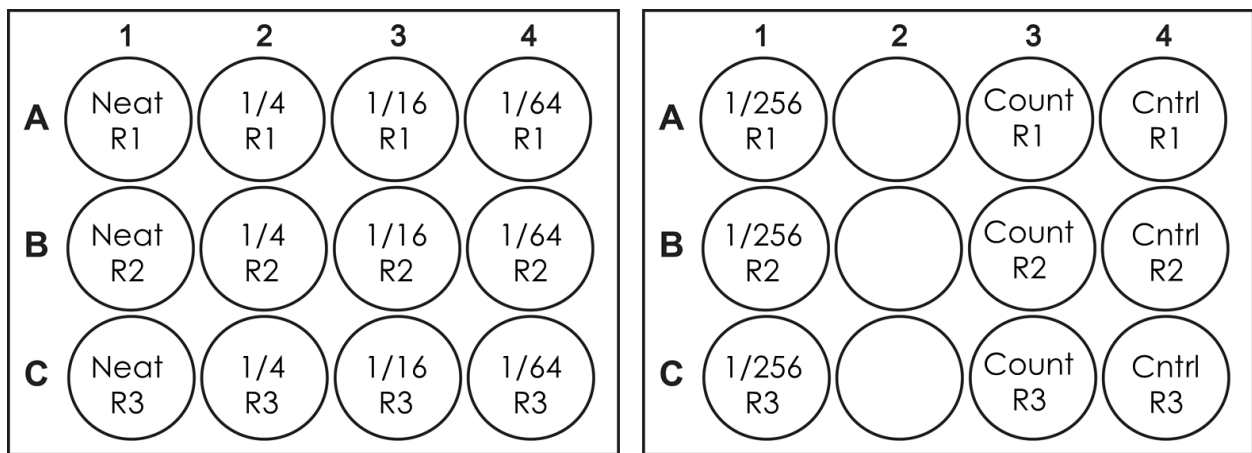 1 2 3 4
A Neat R1 1/4 R1 1/16 R1 1/64 R1
B Neat R2 1/4 R2 1/16 R2 1/64 R2
C Neat R3 1/4 R3 1/16 R3 1/64 R3
1 2 3 4
A 1/256 R1 Count R1 Cntrl R1
B 1/256 R2 Count R2 Cntrl R2
C 1/256 R3 Count R3 Cntrl R3